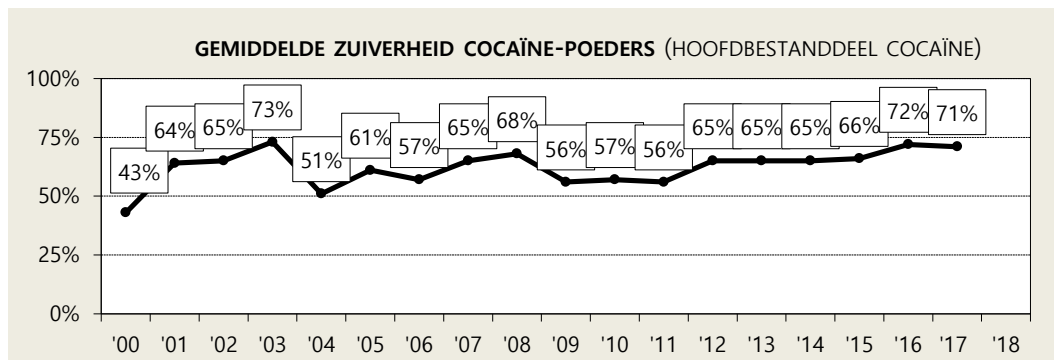 GEMIDDELDE ZUIVERHEID COCAÏNE-POEDERS (HOOFDBESTANDDEEL COCAÏNE)
100%
75%
50%
25%
0%
43% 64% 65% 73% 51% 61% 57% 65% 68% 56% 57% 56% 65% 65% 65% 66% 72% 71%
'00 '01 '02 '03 '04 '05 '06 '07 '08 '09 '10 '11 '12 '13 '14 '15 '16 '17 '18